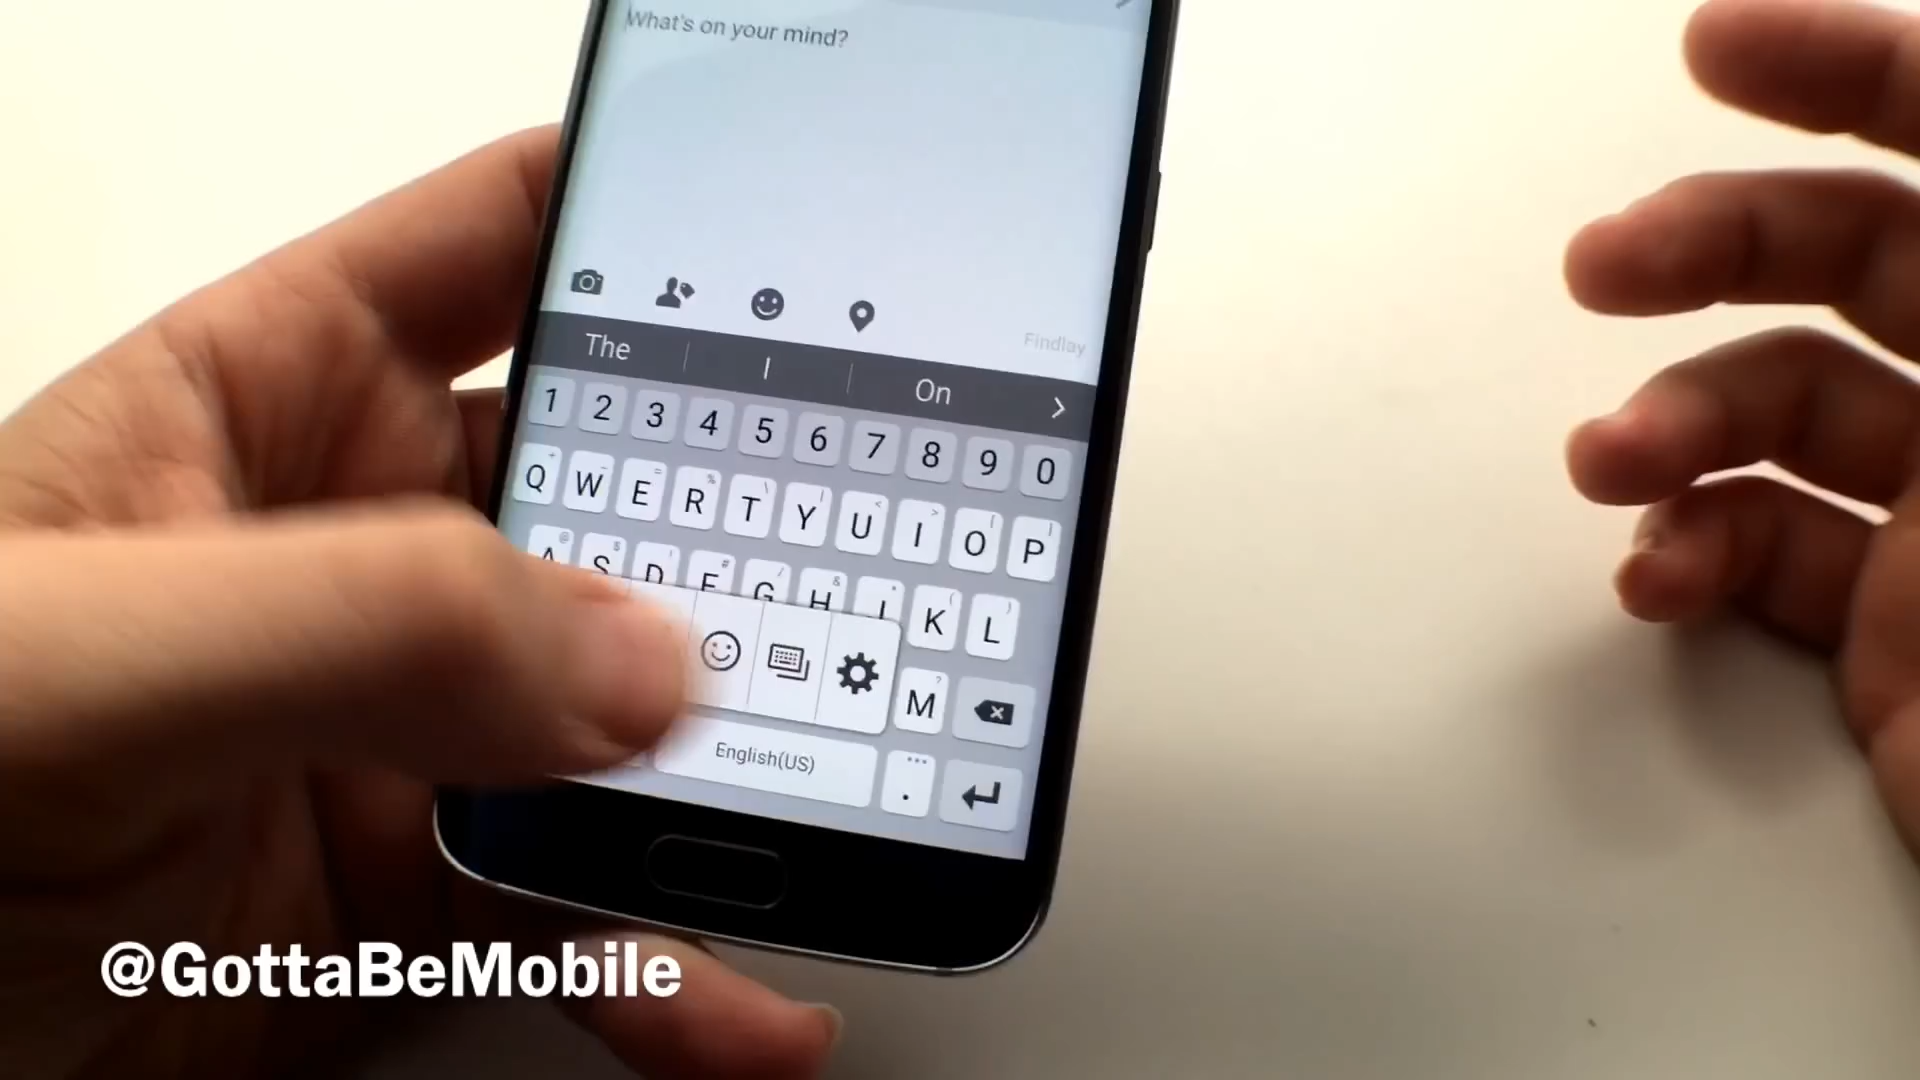 What's on your mind?
Findlay
The I On
1 2 3 4 5 6 7 8 9 0
Q W E R T Y U I O P
A S D F G H J K L
M
English(US) .
@GottaBeMobile